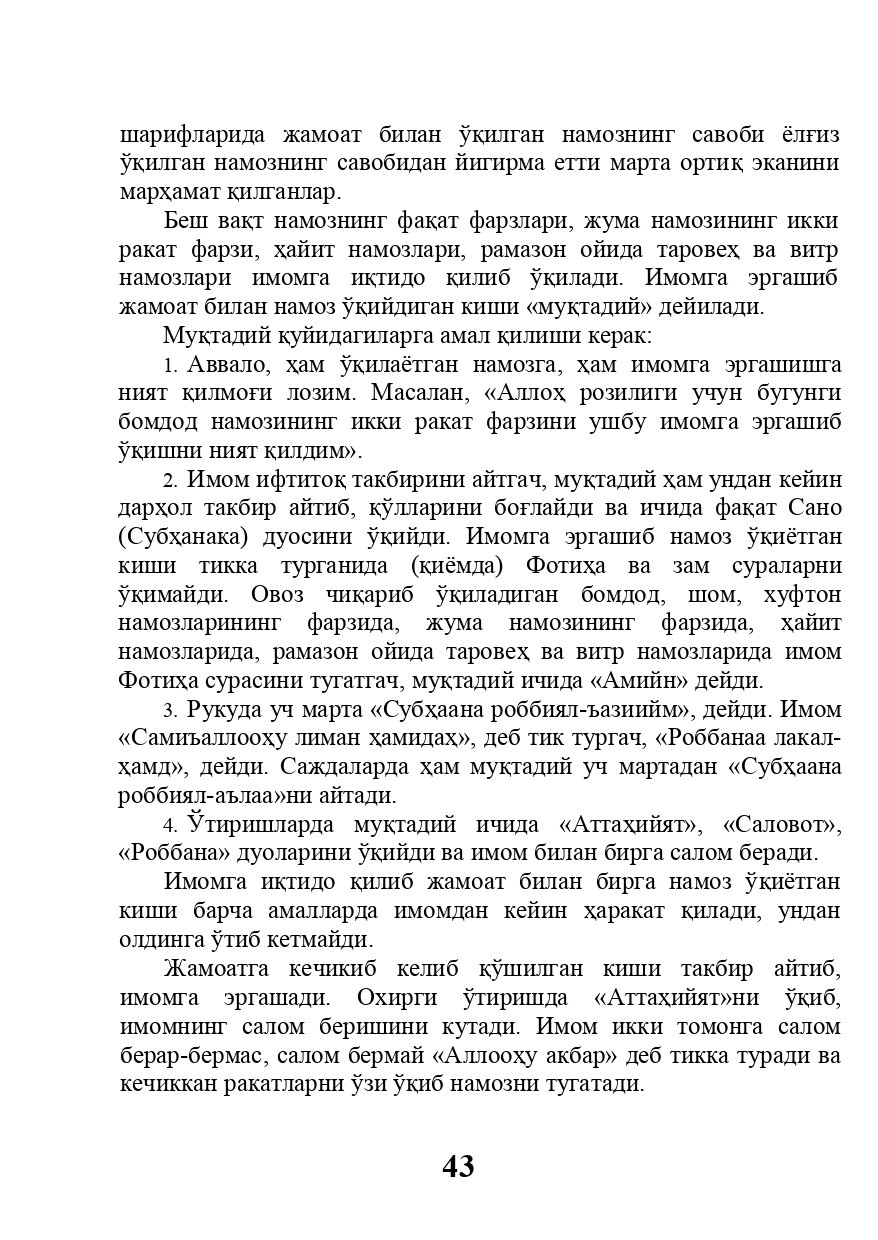 шарифларида жамоат билан ўқилган намознинг савоби ёлғиз
ўқилган намознинг савобидан йигирма етти марта ортиқ эканини
марҳамат қилганлар.
Беш вақт намознинг фақат фарзлари, жума намозининг икки
ракат фарзи, ҳайит намозлари, рамазон ойида таровеҳ ва витр
намозлари имомга иқтидо қилиб ўқилади. Имомга эргашиб
жамоат билан намоз ўқийдиган киши «муқтадий» дейилади.
Муқтадий қуйидагиларга амал қилиши керак:
1. Аввало, ҳам ўқилаётган намозга, ҳам имомга эргашишга
ният қилмоғи лозим. Масалан, «Аллоҳ розилиги учун бугунги
бомдод намозининг икки ракат фарзини ушбу имомга эргашиб
ўқишни ният қилдим».
2. Имом ифтитоқ такбирини айтгач, муқтадий ҳам ундан кейин
дарҳол такбир айтиб, қўлларини боғлайди ва ичида фақат Сано
(Субҳанака) дуосини ўқийди. Имомга эргашиб намоз ўқиётган
киши тикка турганида (қиёмда) Фотиҳа ва зам сураларни
ўқимайди. Овоз чиқариб ўқиладиган бомдод, шом, хуфтон
намозларининг фарзида, жума намозининг фарзида, ҳайит
намозларида, рамазон ойида таровеҳ ва витр намозларида имом
Фотиҳа сурасини тугатгач, муқтадий ичида «Амийн» дейди.
3. Рукуда уч марта «Субҳаана роббиял-ъазиийм», дейди. Имом
«Самиъаллооҳу лиман ҳамидаҳ», деб тик тургач, «Роббанаа лакал-
ҳамд», дейди. Саждаларда ҳам муқтадий уч мартадан «Субҳаана
роббиял-аълаа»ни айтади.
4. Ўтиришларда муқтадий ичида «Аттаҳийят», «Саловот»,
«Роббана» дуоларини ўқийди ва имом билан бирга салом беради.
Имомга иқтидо қилиб жамоат билан бирга намоз ўқиётган
киши барча амалларда имомдан кейин ҳаракат қилади, ундан
олдинга ўтиб кетмайди.
Жамоатга кечикиб келиб қўшилган киши такбир айтиб,
имомга эргашади. Охирги ўтиришда «Аттаҳийят»ни ўқиб,
имомнинг салом беришини кутади. Имом икки томонга салом
берар-бермас, салом бермай «Аллооҳу акбар» деб тикка туради ва
кечиккан ракатларни ўзи ўқиб намозни тугатади.
43